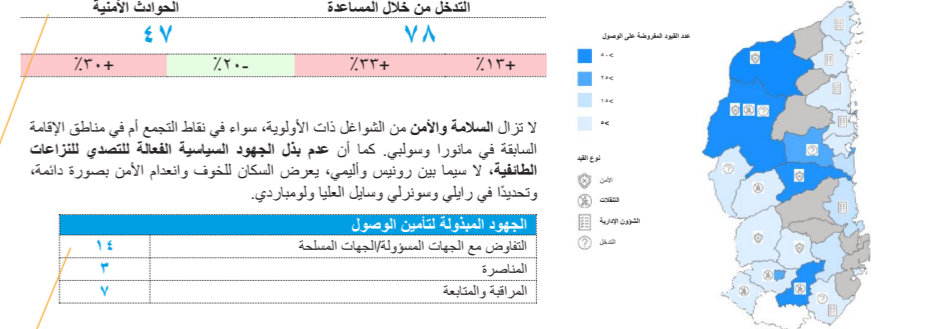 التدخل من خلال المساعدة
الحوادث الأمنية
٧٨
٤٧
+١٣٪
+٣٣٪
-٢٠٪
+٣٠٪
لا تزال السلامة والأمن من الشواغل ذات الأولوية، سواء في نقاط التجمع أم في مناطق الإقامة
السابقة في مانورا وسولبي. كما أن عدم بذل الجهود السياسية الفعالة للتصدي للنزاعات
الطائفية، لا سيما بين رونيس وأليمي، يعرض السكان للخوف وانعدام الأمن بصورة دائمة،
وتحديدًا في رايلي وسونرلي وسايل العليا ولومباردي.
الجهود المبذولة لتأمين الوصول
التفاوض مع الجهات المسؤولة/الجهات المسلحة ١٤
المناصرة ٣
المراقبة والمتابعة ٧
عدد القيود المفروضة على الوصول
>٥٠
>٢٥
>١٥
>٥
نوع القيد
الأمن
التنقلات
الشؤون الإدارية
التدخل